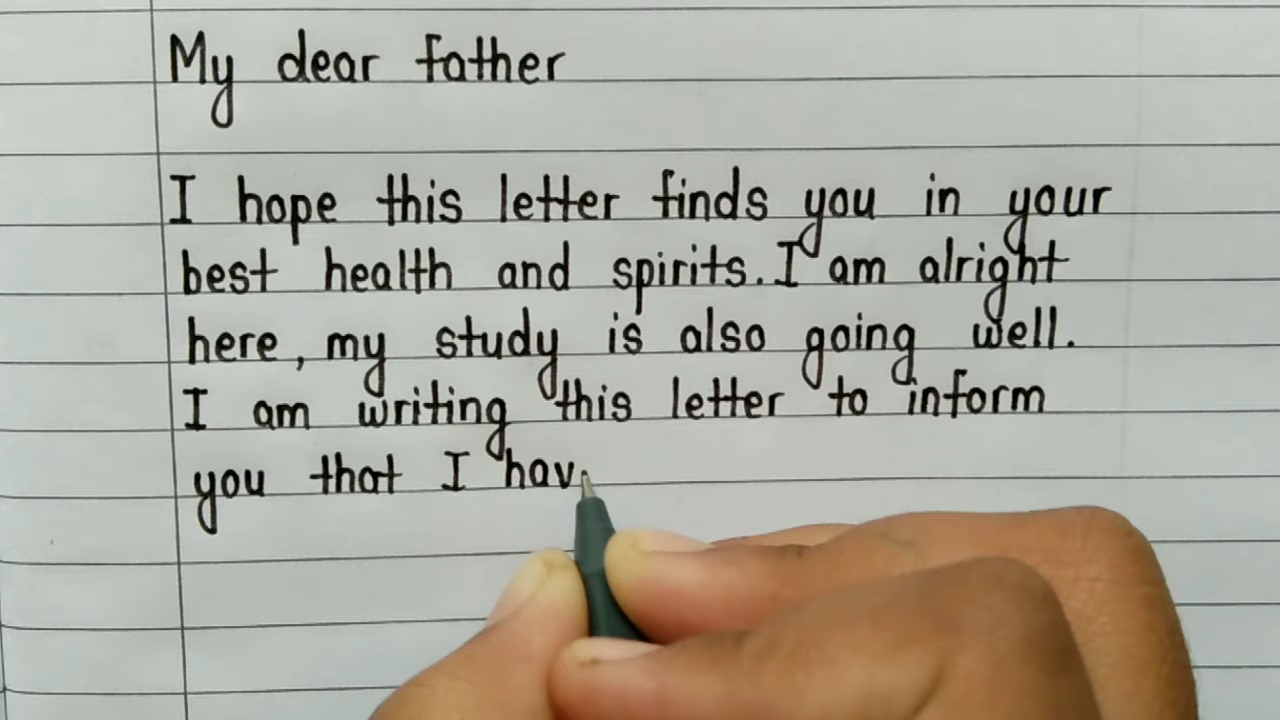 My dear father
I hope this letter finds you in your
best health and spirits. I am alright
here, my study is also going well.
I am writing this letter to inform
you that I hav